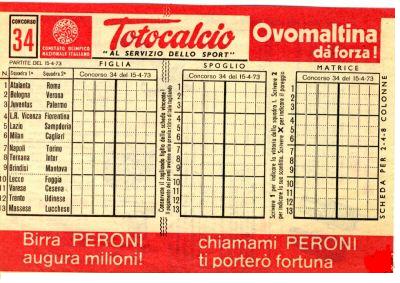 CONCORSO
34
COMITATO OLIMPICO
NAZIONALE ITALIANO
Totocalcio
"AL SERVIZIO DELLO SPORT"
Ovomaltina
dà forza!
PARTITE DEL 15-4-73
FIGLIA
SPOGLIO
MATRICE
N. Squadra 1ª Squadra 2ª
Concorso 34 del 15-4-73
Concorso 34 del 15-4-73
Concorso 34 del 15-4-73
1 Atalanta Roma
2 Bologna Verona
3 Juventus Palermo
4 L.R. Vicenza Fiorentina
5 Lazio Sampdoria
6 Milan Cagliari
7 Napoli Torino
8 Ternana Inter
9 Brindisi Mantova
10 Lecco Foggia
11 Varese Cesena
12 Trento Udinese
13 Massese Lucchese
SCHEDA PER 2-4-8 COLONNE
Birra PERONI
augura milioni!
chiamami PERONI
ti porterò fortuna